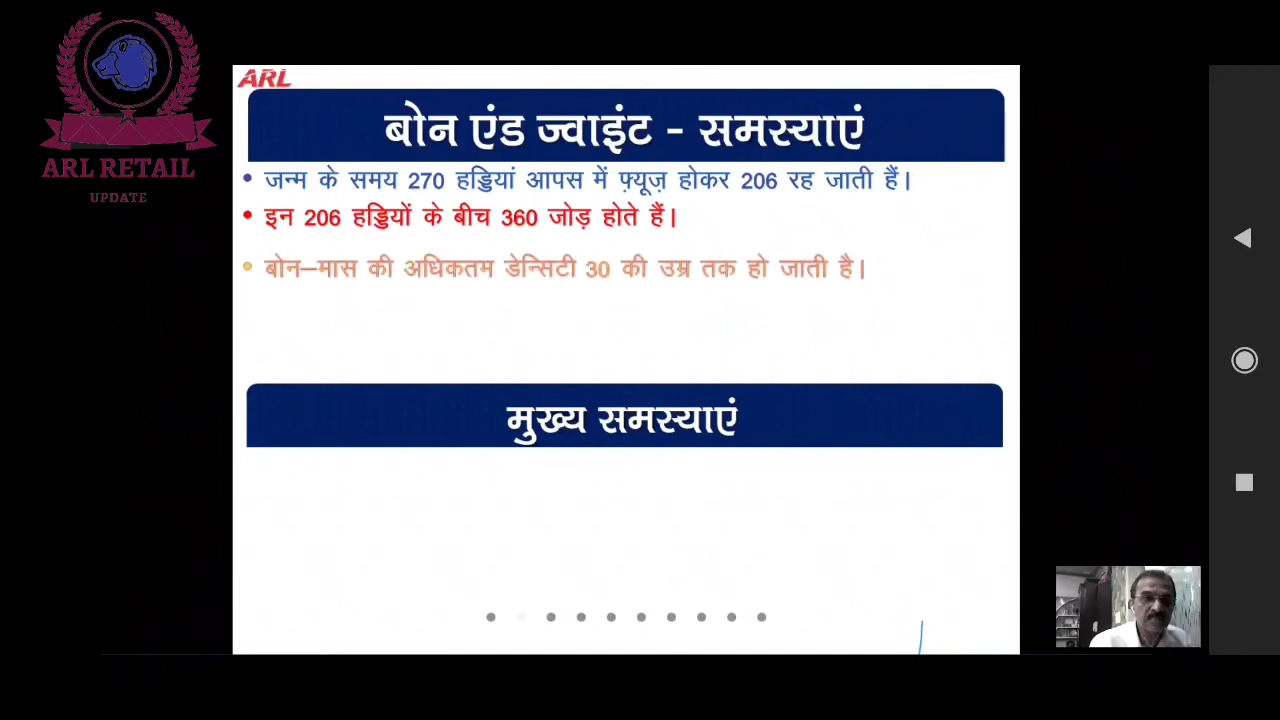 ARL RETAIL
UPDATE
ARL
बोन एंड ज्वाइंट - समस्याएं
• जन्म के समय 270 हड्डियां आपस में फ़्यूज़ होकर 206 रह जाती हैं।
• इन 206 हड्डियों के बीच 360 जोड़ होते हैं।
• बोन–मास की अधिकतम डेन्सिटी 30 की उम्र तक हो जाती है।
मुख्य समस्याएं